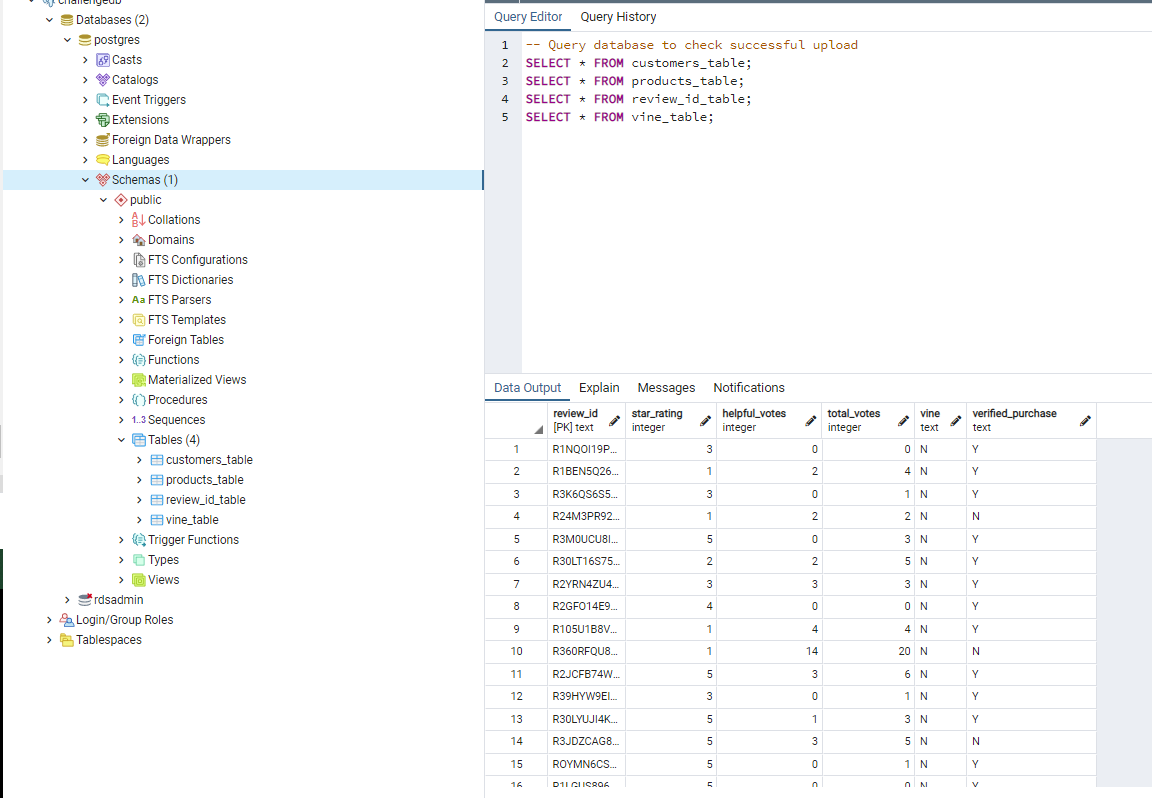 challengedb
Databases (2)
postgres
Casts
Catalogs
Event Triggers
Extensions
Foreign Data Wrappers
Languages
Schemas (1)
public
Collations
Domains
FTS Configurations
FTS Dictionaries
Aa FTS Parsers
FTS Templates
Foreign Tables
Functions
Materialized Views
Procedures
1..3 Sequences
Tables (4)
customers_table
products_table
review_id_table
vine_table
Trigger Functions
Types
Views
rdsadmin
Login/Group Roles
Tablespaces
Query Editor Query History
1 -- Query database to check successful upload
2 SELECT * FROM customers_table;
3 SELECT * FROM products_table;
4 SELECT * FROM review_id_table;
5 SELECT * FROM vine_table;
Data Output Explain Messages Notifications
review_id star_rating helpful_votes total_votes vine verified_purchase
[PK] text integer integer integer text text
1 R1NQOI19P... 3 0 0 N Y
2 R1BEN5Q26... 1 2 4 N Y
3 R3K6QS6S5... 3 0 1 N Y
4 R24M3PR92... 1 2 2 N N
5 R3M0UCU8I... 5 0 3 N Y
6 R30LT16S75... 2 2 5 N Y
7 R2YRN4ZU4... 3 3 3 N Y
8 R2GFO14E9... 4 0 0 N Y
9 R105U1B8V... 1 4 4 N Y
10 R360RFQU8... 1 14 20 N N
11 R2JCFB74W... 5 3 6 N Y
12 R39HYW9EI... 3 0 1 N Y
13 R30LYUJI4K... 5 1 3 N Y
14 R3JDZCAG8... 5 3 5 N N
15 ROYMN6CS... 5 0 1 N Y
16 R1LGUS896... 5 0 0 N Y